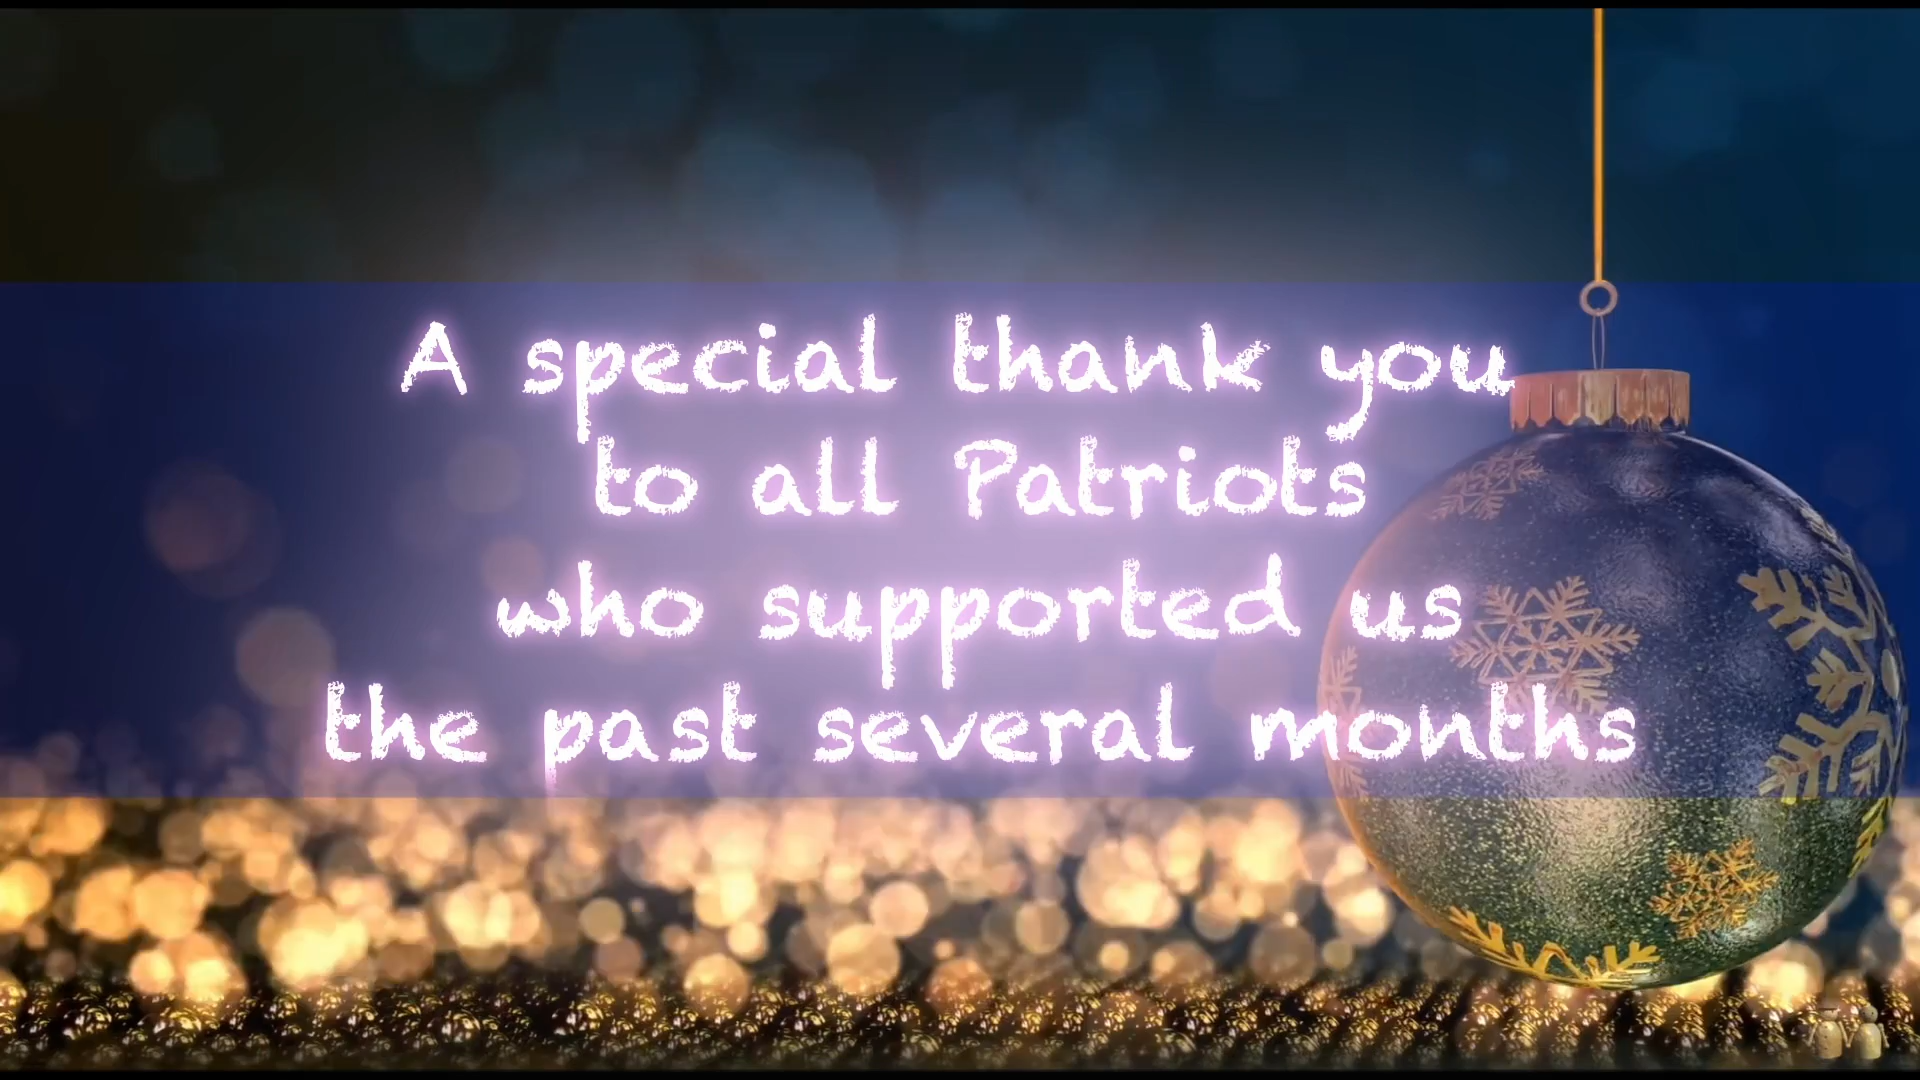 A special thank you
to all Patriots
who supported us
the past several months